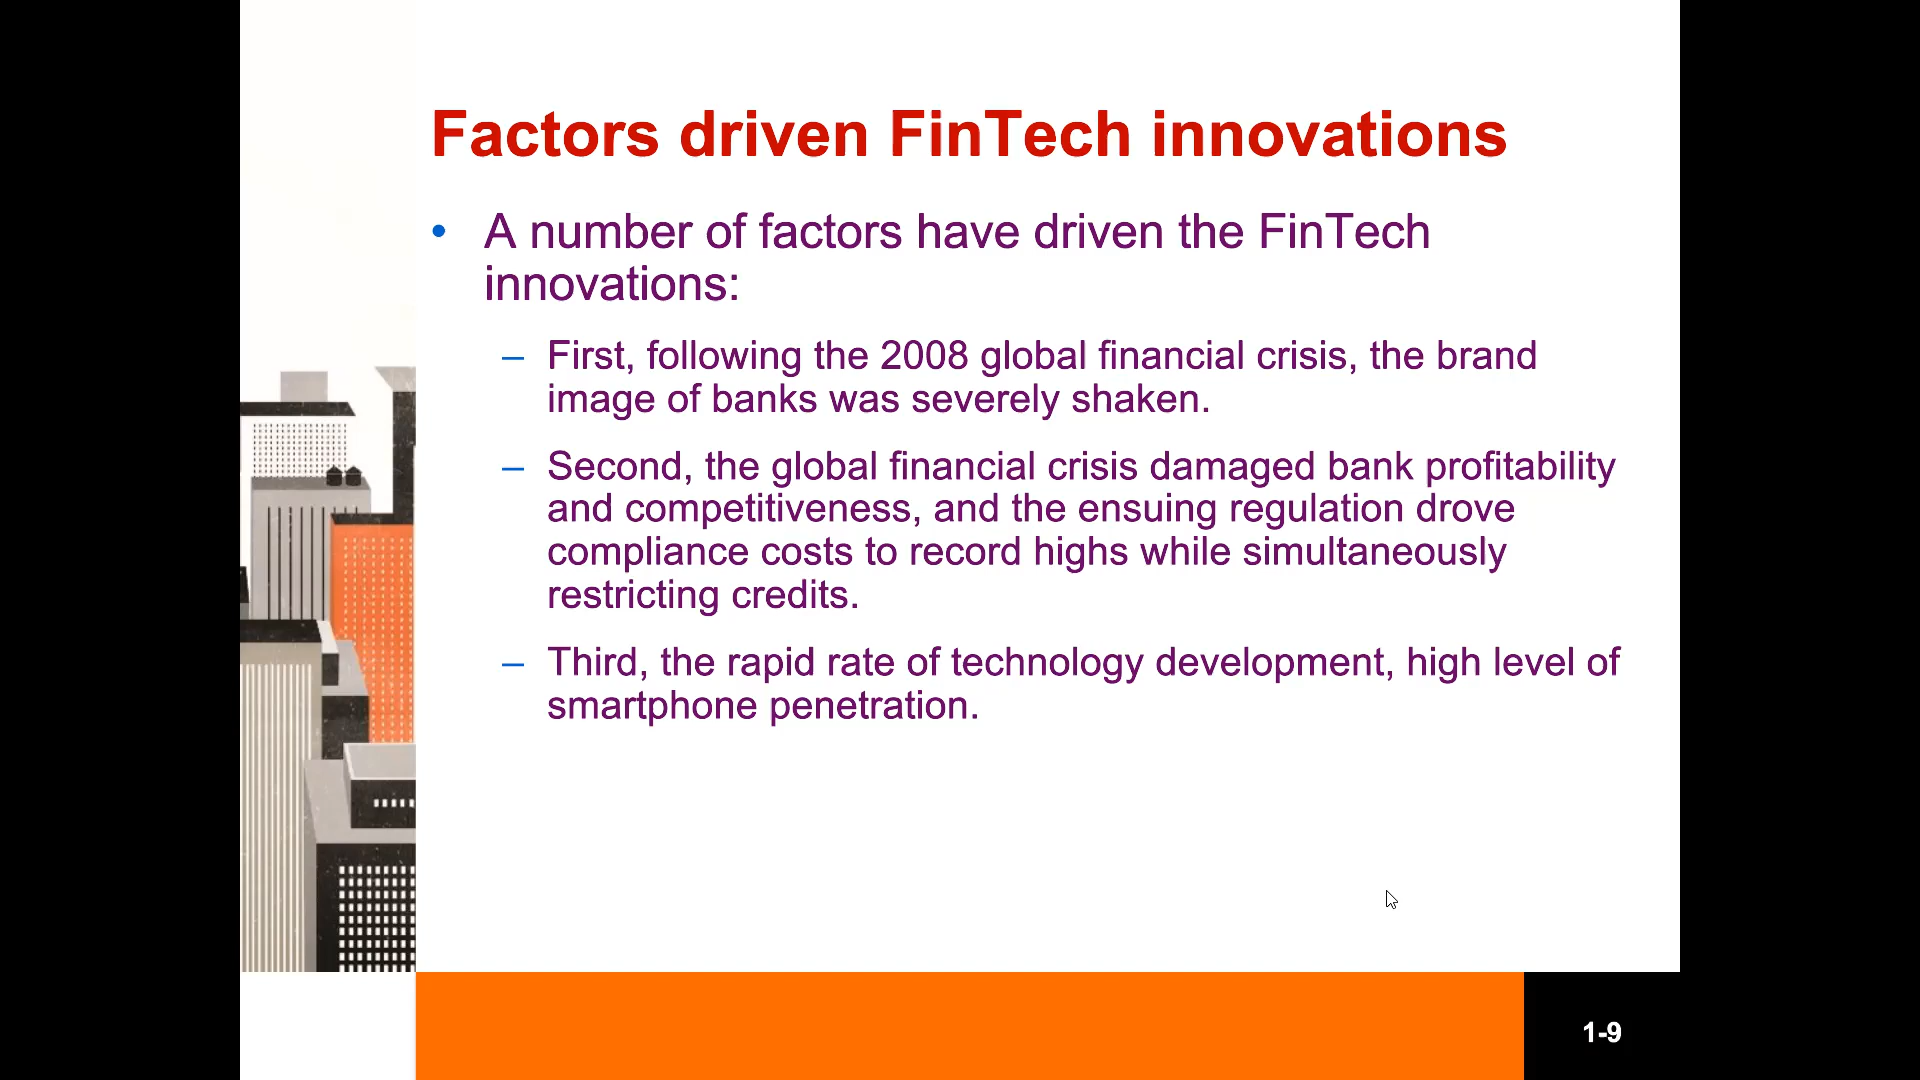 Factors driven FinTech innovations
• A number of factors have driven the FinTech
innovations:
– First, following the 2008 global financial crisis, the brand
image of banks was severely shaken.
– Second, the global financial crisis damaged bank profitability
and competitiveness, and the ensuing regulation drove
compliance costs to record highs while simultaneously
restricting credits.
– Third, the rapid rate of technology development, high level of
smartphone penetration.
1-9